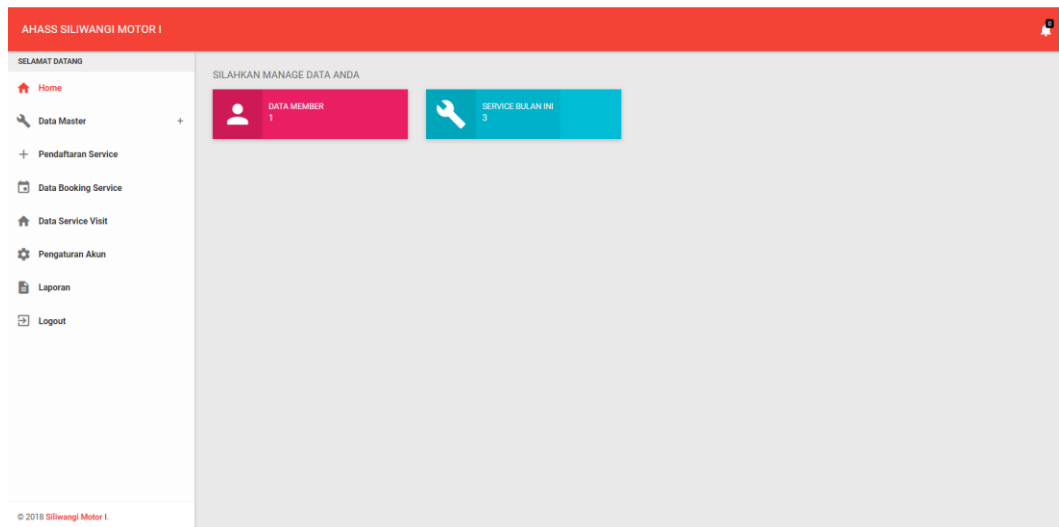 AHASS SILIWANGI MOTOR I
0
SELAMAT DATANG
Home
Data Master +
Pendaftaran Service
Data Booking Service
Data Service Visit
Pengaturan Akun
Laporan
Logout
© 2018 Siliwangi Motor I.
SILAHKAN MANAGE DATA ANDA
DATA MEMBER
1
SERVICE BULAN INI
3